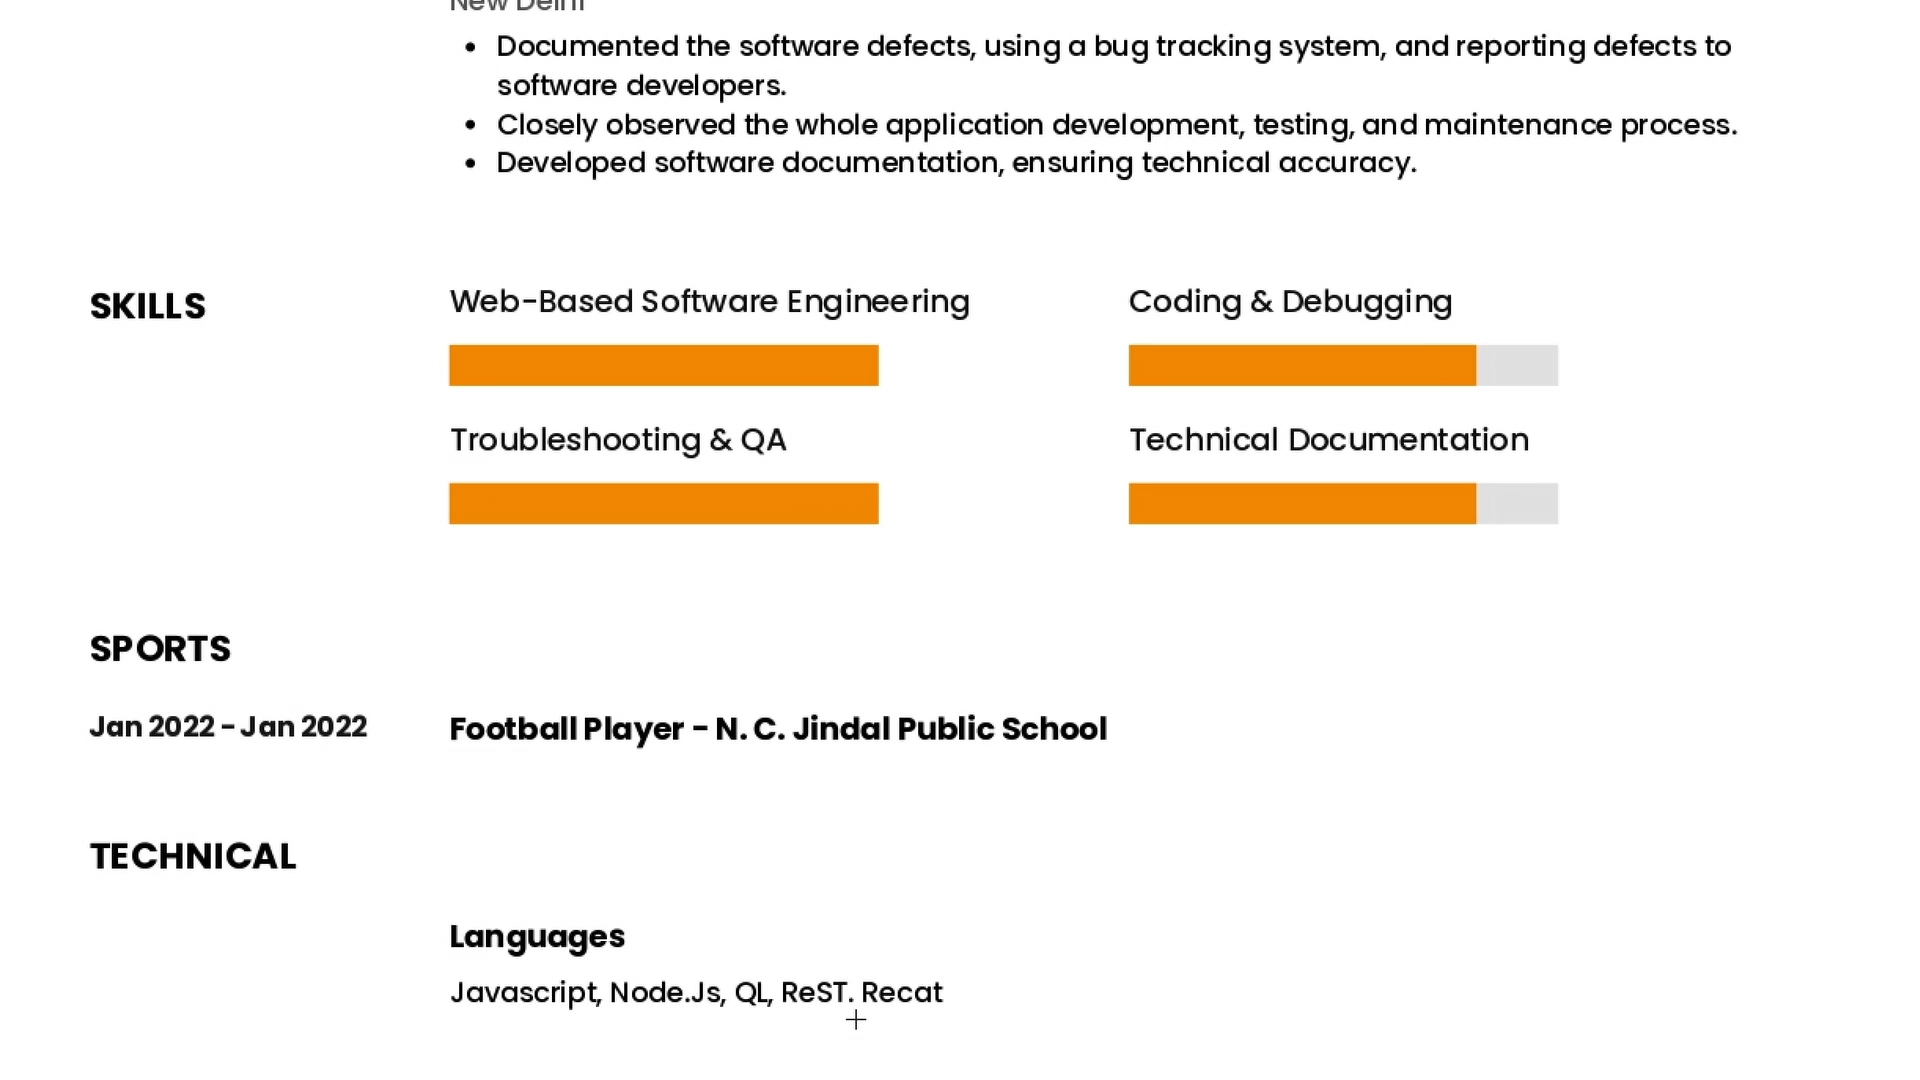 New Delhi
• Documented the software defects, using a bug tracking system, and reporting defects to
software developers.
• Closely observed the whole application development, testing, and maintenance process.
• Developed software documentation, ensuring technical accuracy.
SKILLS
Web-Based Software Engineering
Coding & Debugging
Troubleshooting & QA
Technical Documentation
SPORTS
Jan 2022 - Jan 2022
Football Player - N. C. Jindal Public School
TECHNICAL
Languages
Javascript, Node.Js, QL, ReST. Recat